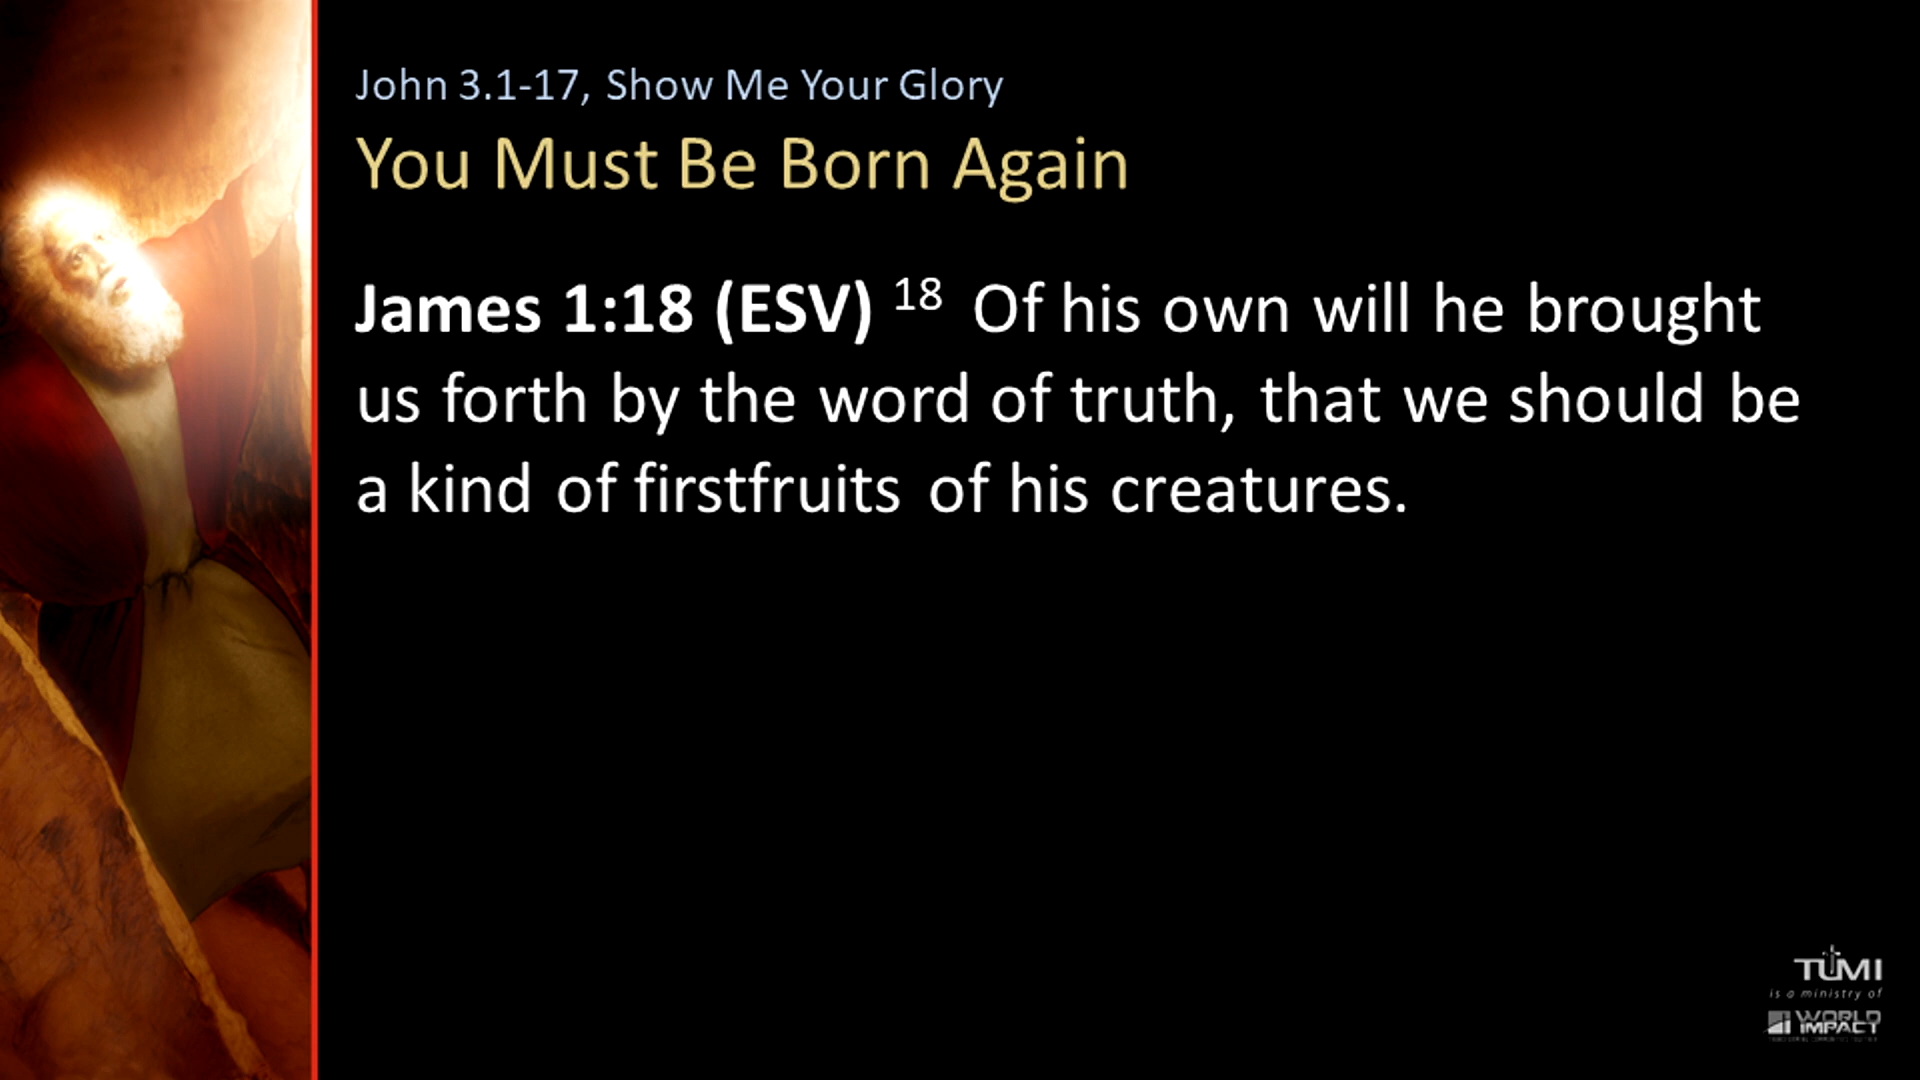 John 3.1-17, Show Me Your Glory
You Must Be Born Again
James 1:18 (ESV) 18 Of his own will he brought
us forth by the word of truth, that we should be
a kind of firstfruits of his creatures.
TUMI
is a ministry of
WORLD
IMPACT